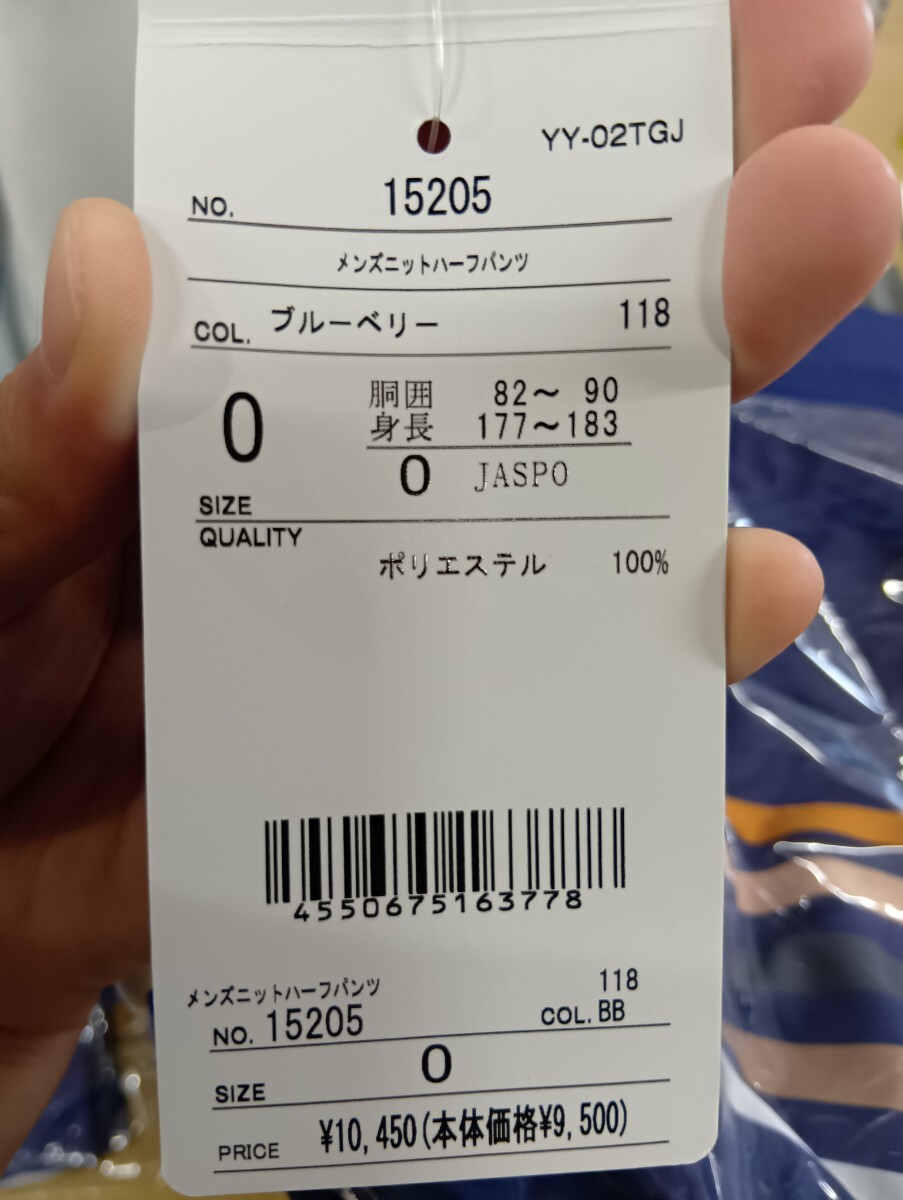 YY-02TGJ
NO. 15205
メンズニットハーフパンツ
COL. ブルーベリー 118
0 胴囲 82～ 90
身長 177～183
0 JASPO
SIZE
QUALITY
ポリエステル 100%
4550675163778
メンズニットハーフパンツ 118
NO. 15205 COL. BB
SIZE 0
PRICE ¥10,450(本体価格¥9,500)